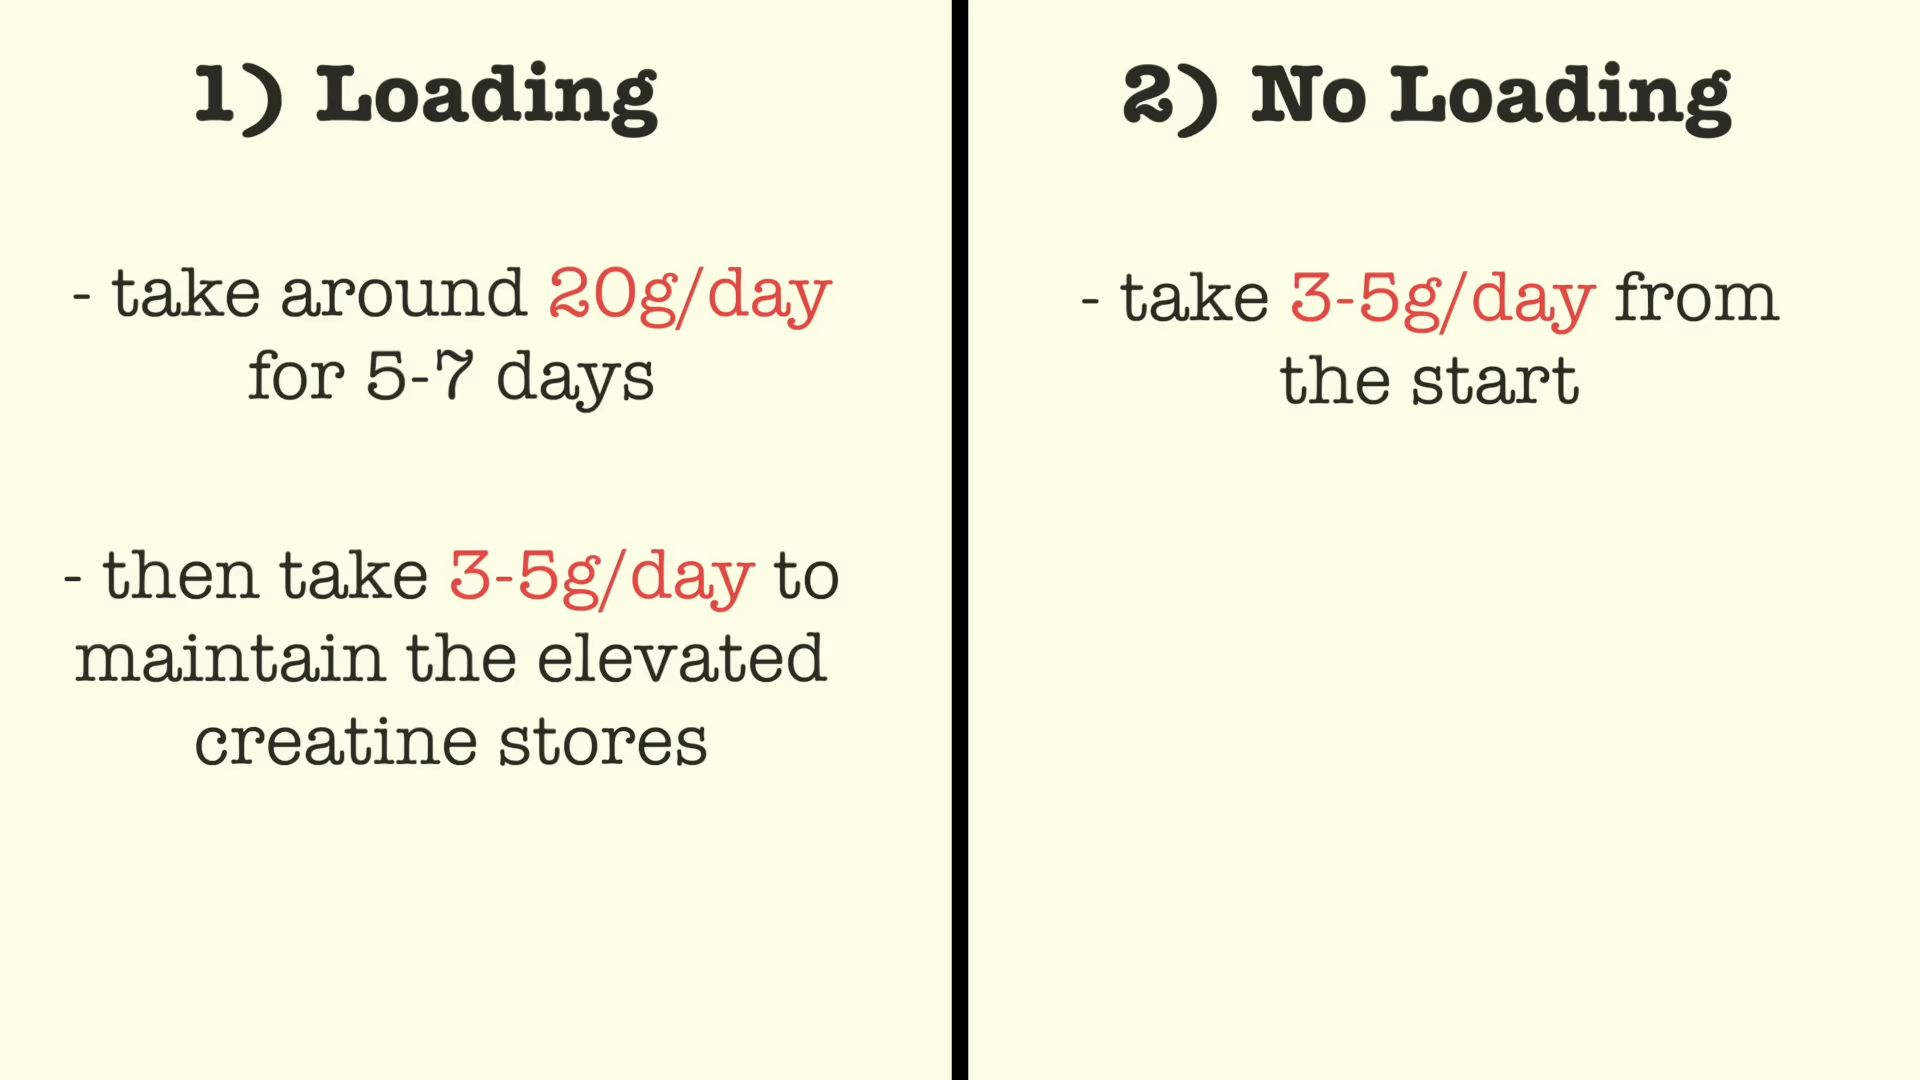 1) Loading
- take around 20g/day
for 5-7 days
- then take 3-5g/day to
maintain the elevated
creatine stores
2) No Loading
- take 3-5g/day from
the start